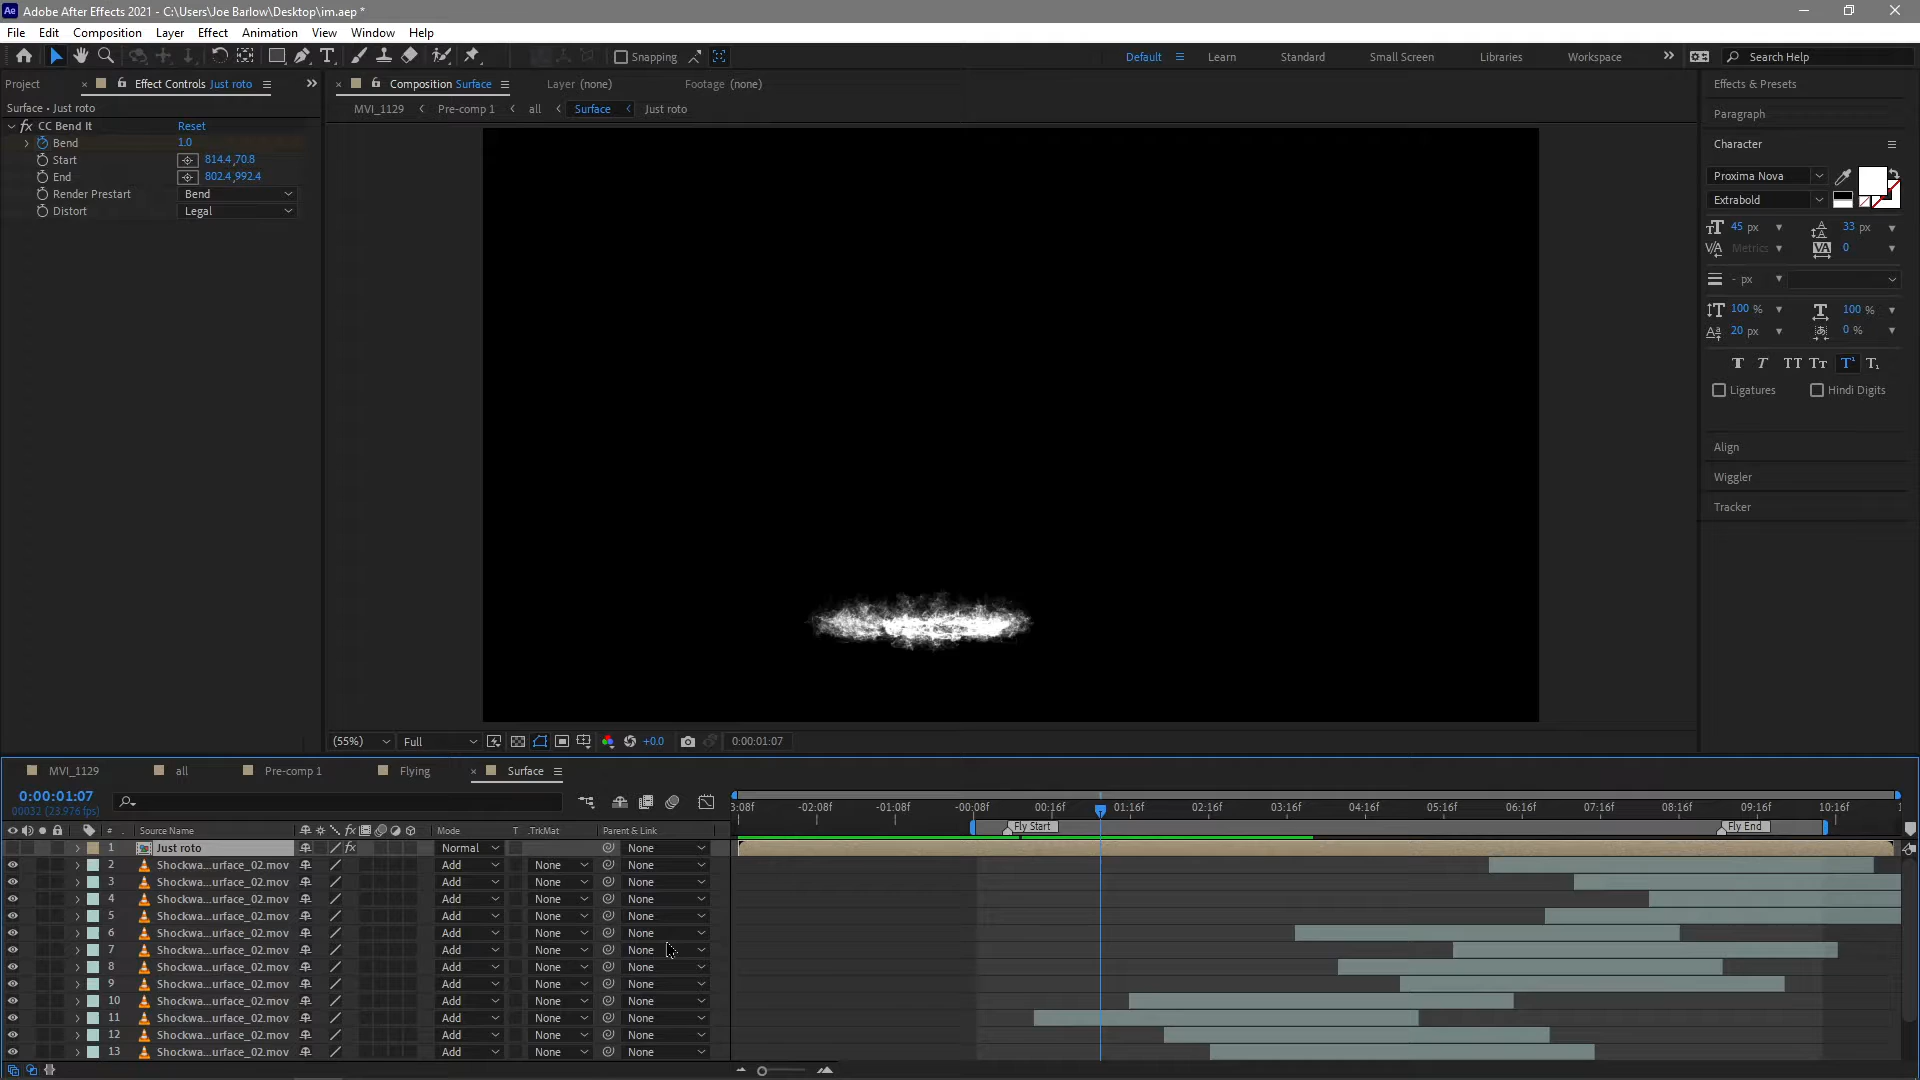 Adobe After Effects 2021 - C:\Users\Joe Barlow\Desktop\im.aep *
File Edit Composition Layer Effect Animation View Window Help
Snapping Default Learn Standard Small Screen Libraries Workspace Search Help
Project Effect Controls Just roto
Composition Surface
Layer (none)
Footage (none)
Surface • Just roto
MVI_1129 Pre-comp 1 all Surface Just roto
fx CC Bend It Reset
Bend 1.0
Start 814.4,70.8
End 802.4,992.4
Render Prestart Bend
Distort Legal
Effects & Presets
Paragraph
Character
Proxima Nova
Extrabold
45 px 33 px
Metrics 0
- px
100 % 100 %
20 px 0 %
T T TT Tt T¹ T₁
Ligatures Hindi Digits
Align
Wiggler
Tracker
(55%) Full +0.0 0:00:01:07
MVI_1129 all Pre-comp 1 Flying Surface
0:00:01:07
00032 (23.976 fps)
3:08f -02:08f -01:08f -00:08f 00:16f 01:16f 02:16f 03:16f 04:16f 05:16f 06:16f 07:16f 08:16f 09:16f 10:16f 1
Fly Start Fly End
# Source Name fx Mode T .TrkMat Parent & Link
1 Just roto fx Normal None
2 Shockwa...urface_02.mov Add None None
3 Shockwa...urface_02.mov Add None None
4 Shockwa...urface_02.mov Add None None
5 Shockwa...urface_02.mov Add None None
6 Shockwa...urface_02.mov Add None None
7 Shockwa...urface_02.mov Add None None
8 Shockwa...urface_02.mov Add None None
9 Shockwa...urface_02.mov Add None None
10 Shockwa...urface_02.mov Add None None
11 Shockwa...urface_02.mov Add None None
12 Shockwa...urface_02.mov Add None None
13 Shockwa...urface_02.mov Add None None